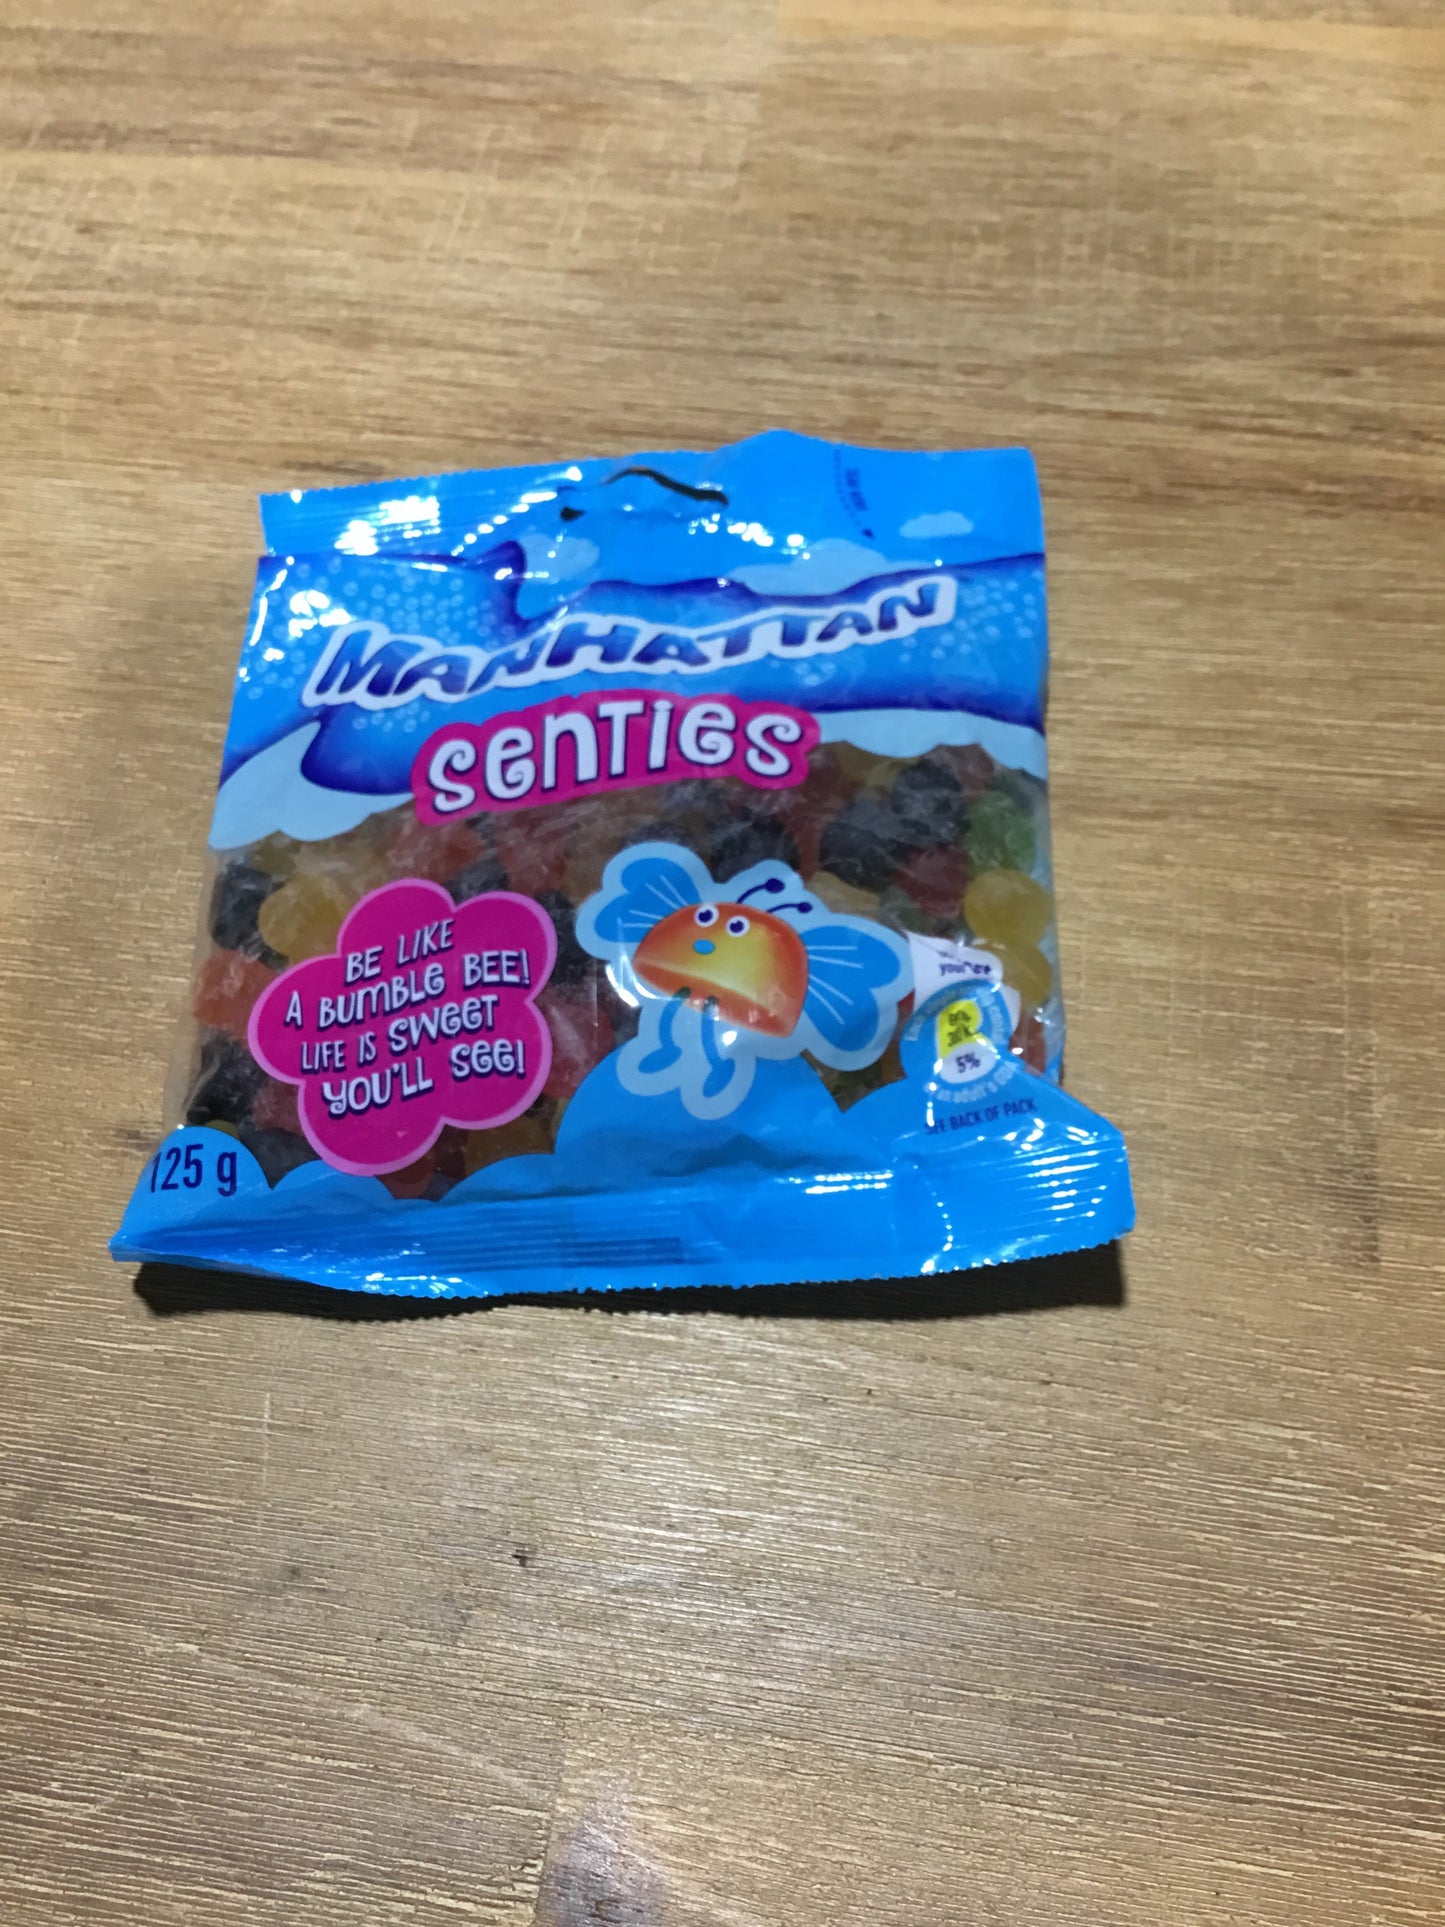 MANHATTAN
SenTies
BE LIKE
A BUMBLE BEE!
LIFE IS SWEET
YOU'LL SEE!
5%
SEE BACK OF PACK
125 g